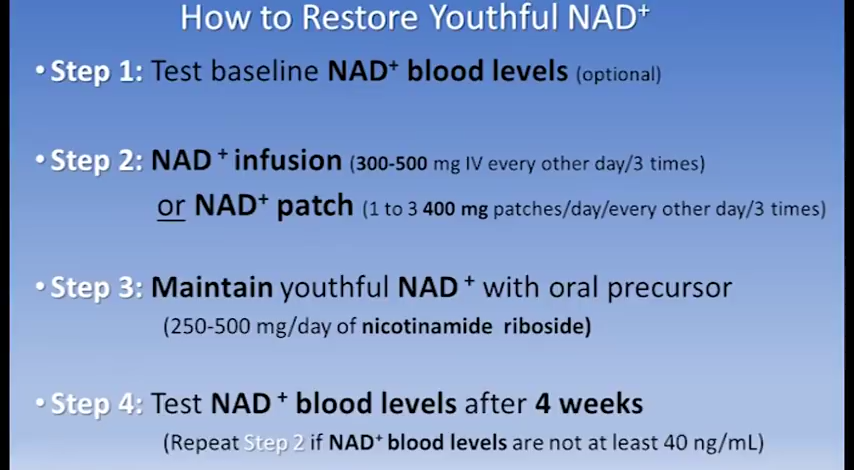 How to Restore Youthful NAD⁺
• Step 1: Test baseline NAD⁺ blood levels (optional)
• Step 2: NAD ⁺ infusion (300-500 mg IV every other day/3 times)
or NAD⁺ patch (1 to 3 400 mg patches/day/every other day/3 times)
• Step 3: Maintain youthful NAD ⁺ with oral precursor
(250-500 mg/day of nicotinamide riboside)
• Step 4: Test NAD ⁺ blood levels after 4 weeks
(Repeat Step 2 if NAD⁺ blood levels are not at least 40 ng/mL)